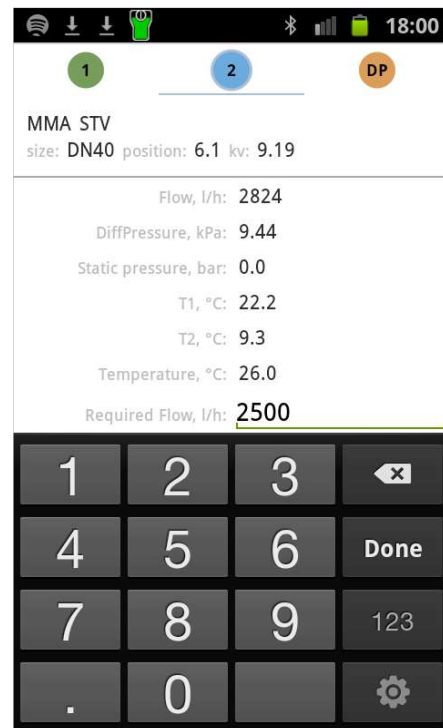 18:00
1 2 DP
MMA STV
size: DN40 position: 6.1 kv: 9.19
Flow, l/h: 2824
DiffPressure, kPa: 9.44
Static pressure, bar: 0.0
T1, °C: 22.2
T2, °C: 9.3
Temperature, °C: 26.0
Required Flow, l/h: 2500
1 2 3
4 5 6 Done
7 8 9 123
. 0